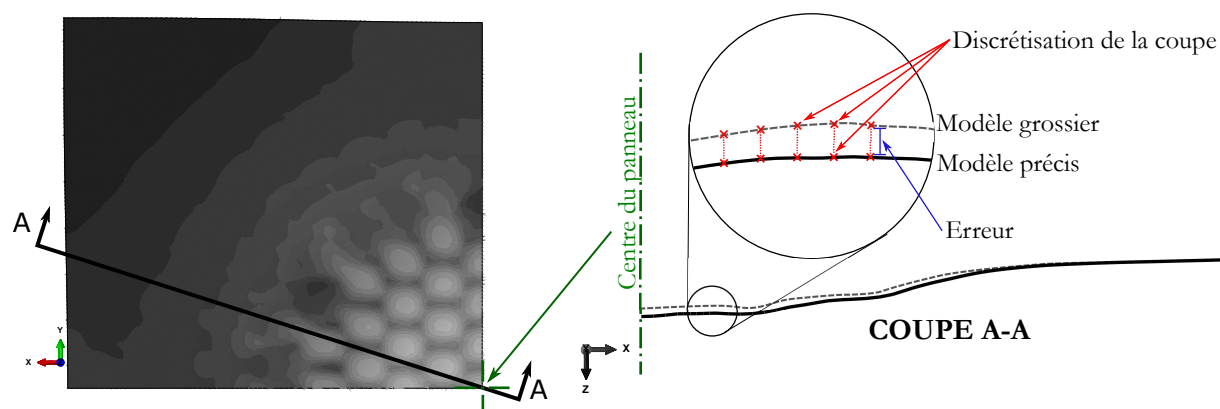 A
A
Y
X
Centre du panneau
X
Z
Discrétisation de la coupe
Modèle grossier
Modèle précis
Erreur
COUPE A-A